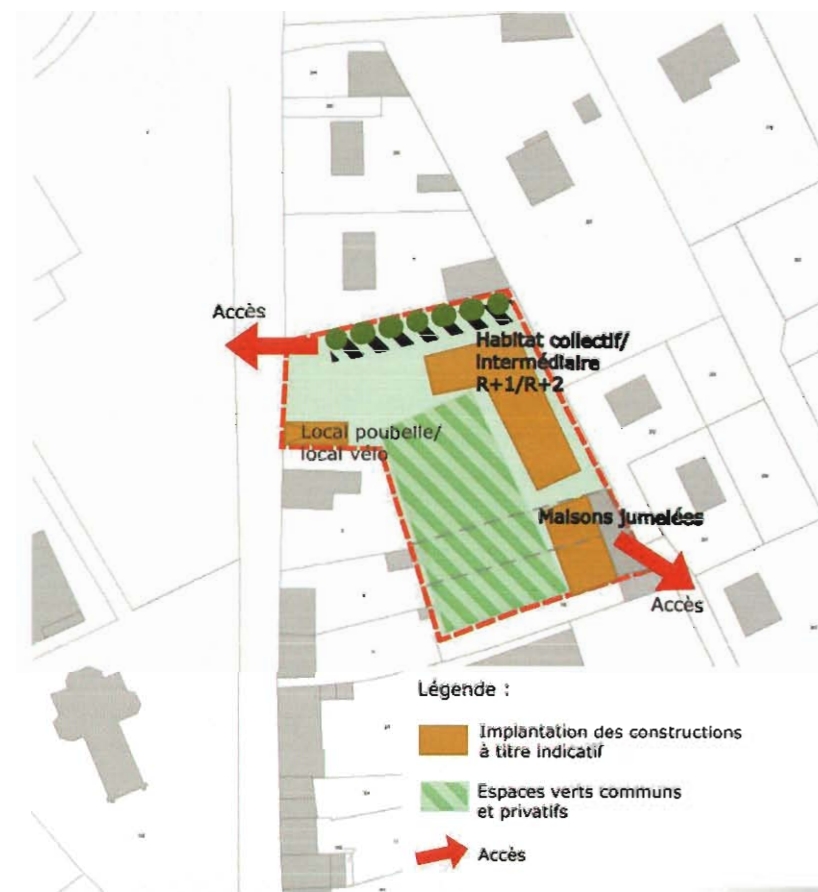 Accès
Habitat collectif/
intermédiaire
R+1/R+2
Local poubelle/
local vélo
Maisons jumelées
Accès
Légende :
Implantation des constructions
à titre indicatif
Espaces verts communs
et privatifs
Accès